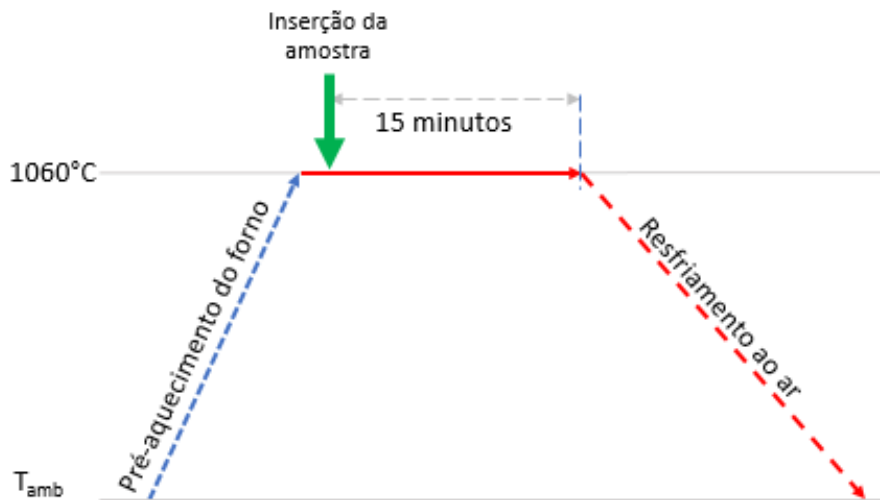 Inserção da
amostra
15 minutos
1060°C
Pré-aquecimento do forno
Resfriamento ao ar
Tamb